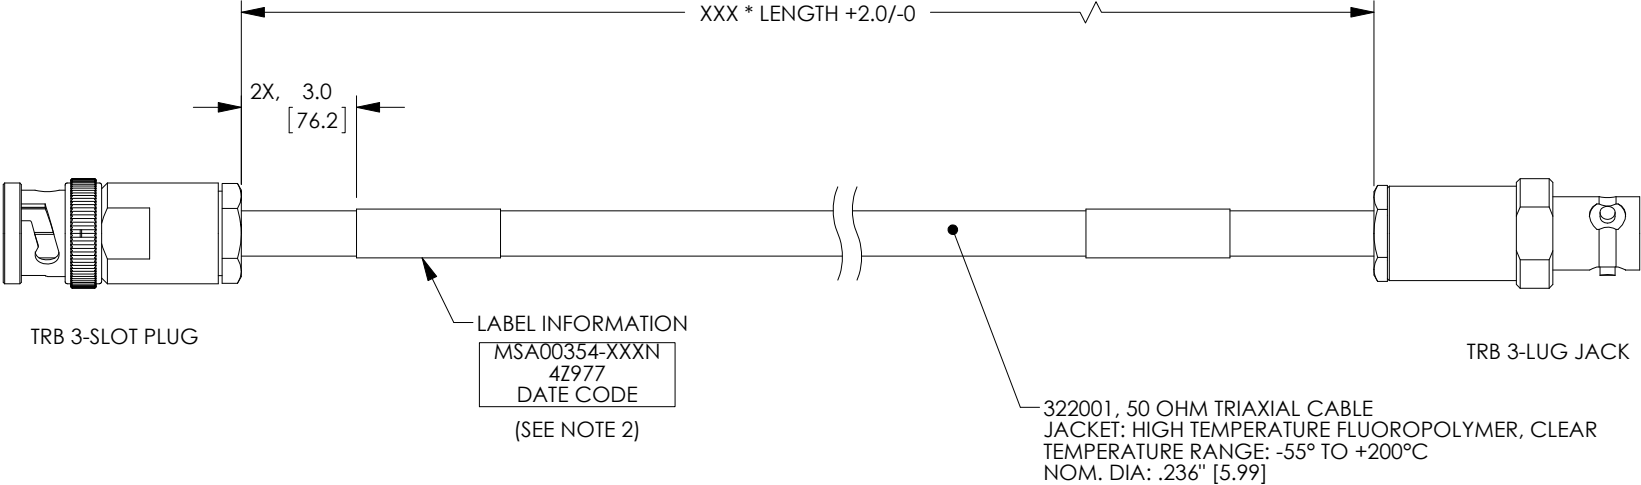 XXX * LENGTH +2.0/-0
2X, 3.0
[76.2]
TRB 3-SLOT PLUG
LABEL INFORMATION
MSA00354-XXXN
4Z977
DATE CODE
(SEE NOTE 2)
TRB 3-LUG JACK
322001, 50 OHM TRIAXIAL CABLE
JACKET: HIGH TEMPERATURE FLUOROPOLYMER, CLEAR
TEMPERATURE RANGE: -55° TO +200°C
NOM. DIA: .236" [5.99]